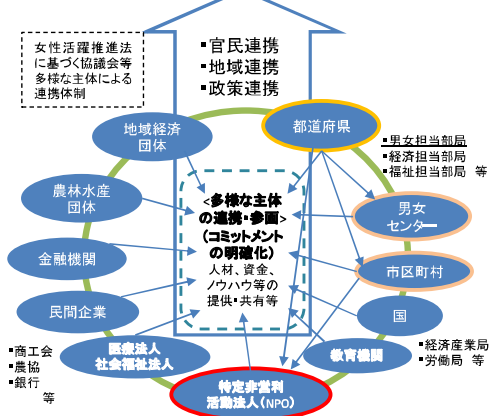 女性活躍推進法
に基づく協議会等
多様な主体による
連携体制
▪官民連携
▪地域連携
▪政策連携
地域経済
団体
都道府県
▪男女担当部局
▪経済担当部局
▪福祉担当部局 等
農林水産
団体
<多様な主体
の連携・参画>
(コミットメント
の明確化)
人材、資金、
ノウハウ等の
提供・共有等
男女
センター
金融機関
市区町村
民間企業
国
▪商工会
▪農協
▪銀行
等
医療法人
社会福祉法人
教育機関
▪経済産業局
▪労働局 等
特定非営利
活動法人(NPO)